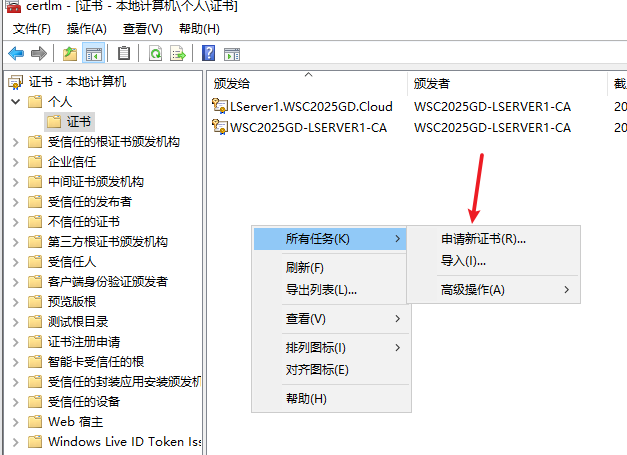 certlm - [证书 - 本地计算机\个人\证书]
文件(F) 操作(A) 查看(V) 帮助(H)
证书 - 本地计算机
个人
证书
受信任的根证书颁发机构
企业信任
中间证书颁发机构
受信任的发布者
不信任的证书
第三方根证书颁发机构
受信任人
客户端身份验证颁发者
预览版根
测试根目录
证书注册申请
智能卡受信任的根
受信任的封装应用安装颁发机
受信任的设备
Web 宿主
Windows Live ID Token Iss
颁发给 颁发者 截
LServer1.WSC2025GD.Cloud WSC2025GD-LSERVER1-CA 20
WSC2025GD-LSERVER1-CA WSC2025GD-LSERVER1-CA 20
所有任务(K)
刷新(F)
导出列表(L)...
查看(V)
排列图标(I)
对齐图标(E)
帮助(H)
申请新证书(R)...
导入(I)...
高级操作(A)